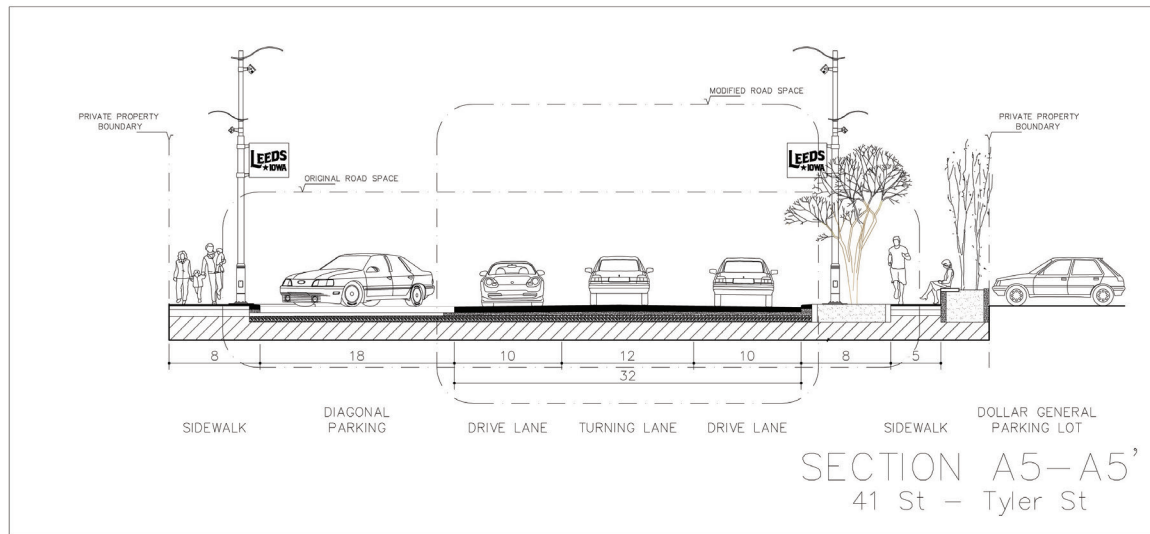 MODIFIED ROAD SPACE
PRIVATE PROPERTY
BOUNDARY
PRIVATE PROPERTY
BOUNDARY
LEEDS
★ IOWA
LEEDS
★ IOWA
ORIGINAL ROAD SPACE
8
18
10
12
10
8
5
32
SIDEWALK
DIAGONAL
PARKING
DRIVE LANE
TURNING LANE
DRIVE LANE
SIDEWALK
DOLLAR GENERAL
PARKING LOT
SECTION A5-A5'
41 St - Tyler St